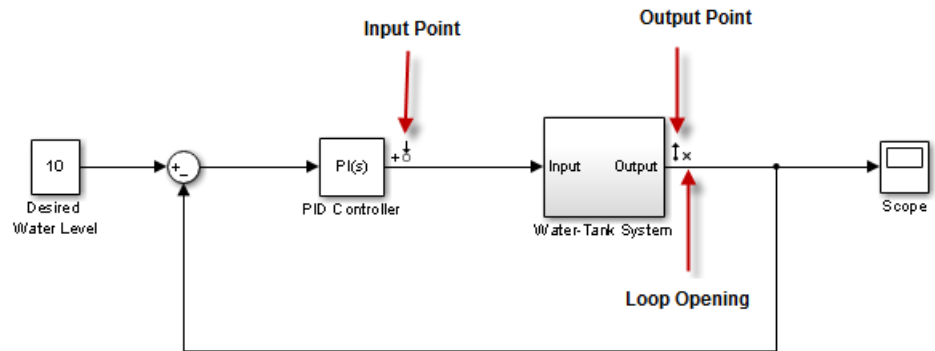 Input Point
Output Point
10
+
-
PI(s)
+
Input
Output
x
Desired
Water Level
PID Controller
Water-Tank System
Scope
Loop Opening